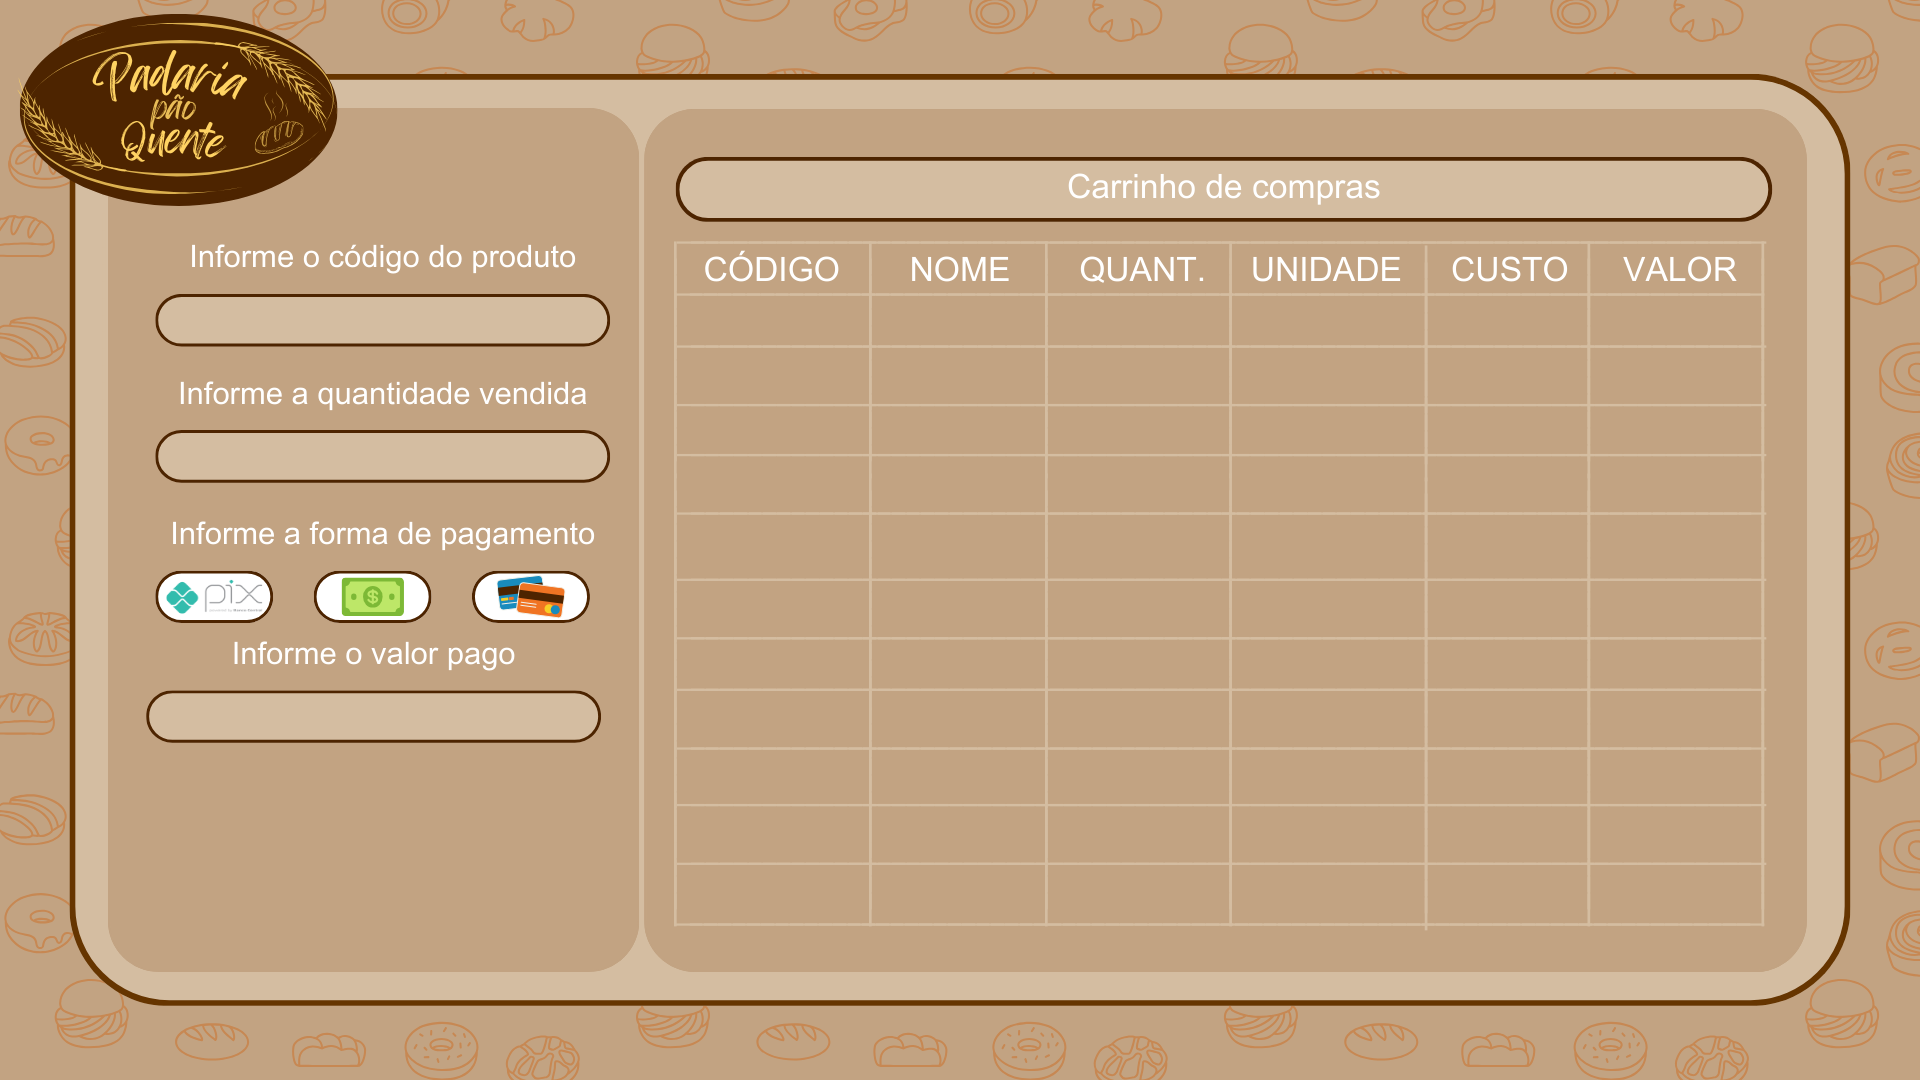 Padaria
pão
Quente
Informe o código do produto
Informe a quantidade vendida
Informe a forma de pagamento
pix
$
Informe o valor pago
Carrinho de compras
CÓDIGO NOME QUANT. UNIDADE CUSTO VALOR